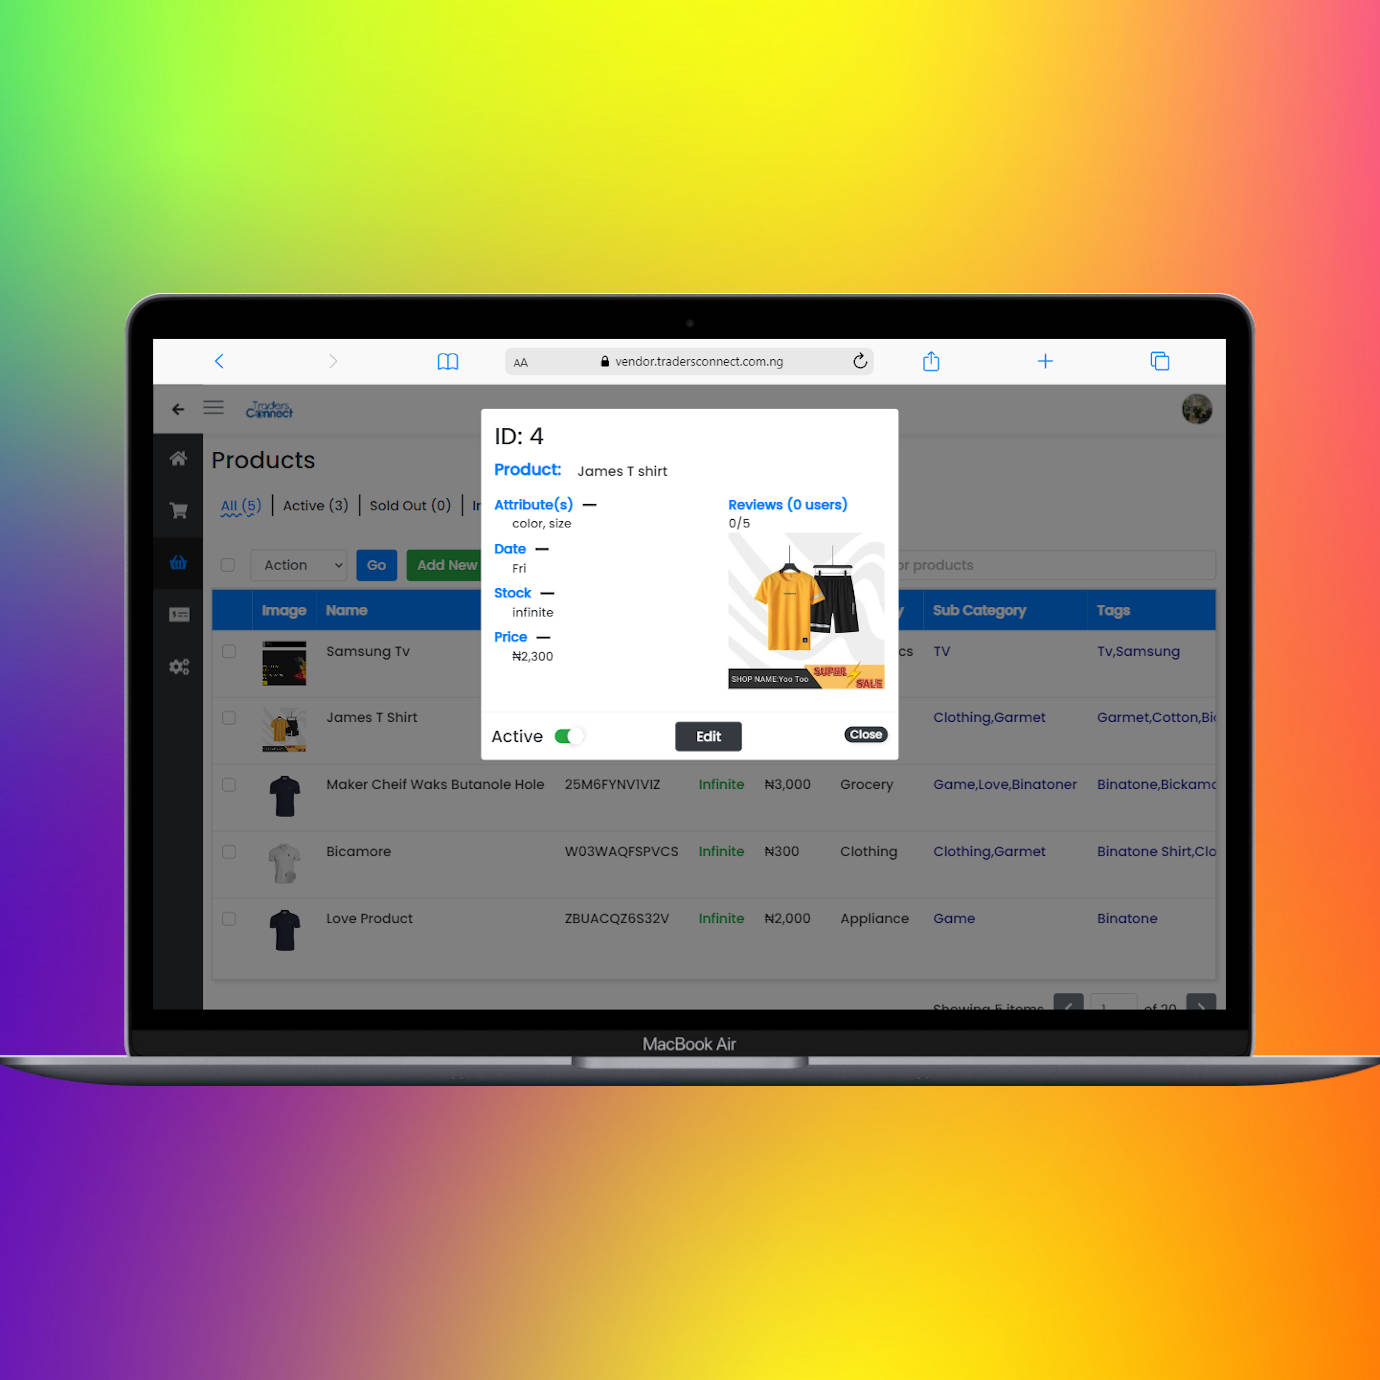 AA vendor.tradersconnect.com.ng
Traders
Connect
Products
All (5) Active (3) Sold Out (0)
Action Go Add New
or products
Image Name
Sub Category Tags
Samsung Tv
cs TV Tv,Samsung
James T Shirt
Clothing,Garmet Garmet,Cotton,Bi
Maker Cheif Waks Butanole Hole 25M6FYNV1VIZ Infinite ₦3,000 Grocery Game,Love,Binatoner Binatone,Bickamo
Bicamore W03WAQFSPVCS Infinite ₦300 Clothing Clothing,Garmet Binatone Shirt,Clo
Love Product ZBUACQZ6S32V Infinite ₦2,000 Appliance Game Binatone
Showing 5 items 1 of 20
ID: 4
Product: James T shirt
Attribute(s) —
color, size
Date —
Fri
Stock —
infinite
Price —
₦2,300
Reviews (0 users)
0/5
SHOP NAME:Yoo Too
SUPER
SALE
Active Edit Close
MacBook Air